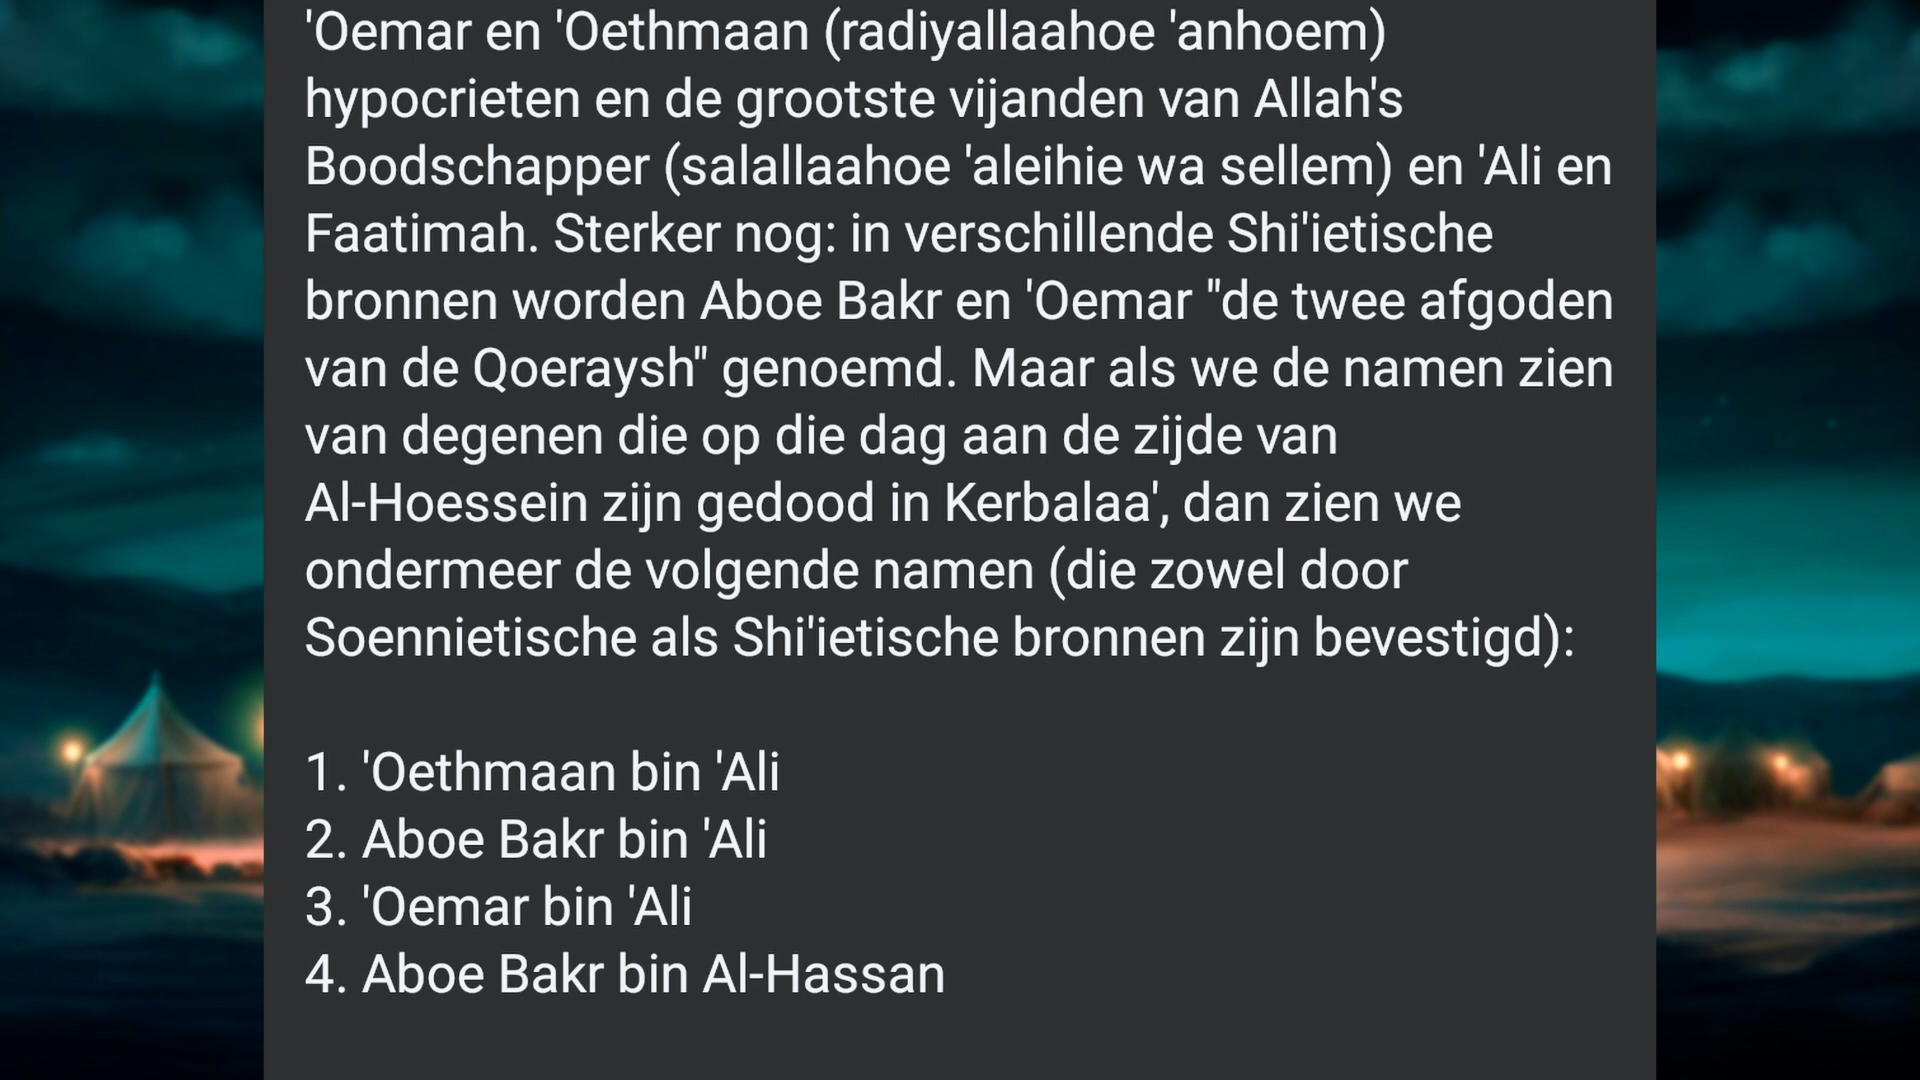 'Oemar en 'Oethmaan (radiyallaahoe 'anhoem)
hypocrieten en de grootste vijanden van Allah's
Boodschapper (salallaahoe 'aleihie wa sellem) en 'Ali en
Faatimah. Sterker nog: in verschillende Shi'ietische
bronnen worden Aboe Bakr en 'Oemar "de twee afgoden
van de Qoeraysh" genoemd. Maar als we de namen zien
van degenen die op die dag aan de zijde van
Al-Hoessein zijn gedood in Kerbalaa', dan zien we
ondermeer de volgende namen (die zowel door
Soennietische als Shi'ietische bronnen zijn bevestigd):
1. 'Oethmaan bin 'Ali
2. Aboe Bakr bin 'Ali
3. 'Oemar bin 'Ali
4. Aboe Bakr bin Al-Hassan